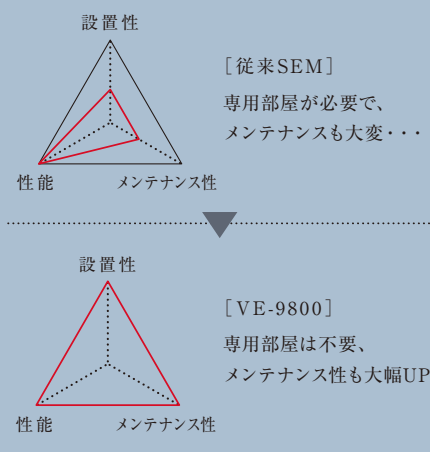 設置性
性能
メンテナンス性
［従来SEM］
専用部屋が必要で、
メンテナンスも大変・・・
設置性
性能
メンテナンス性
［VE-9800］
専用部屋は不要、
メンテナンス性も大幅UP